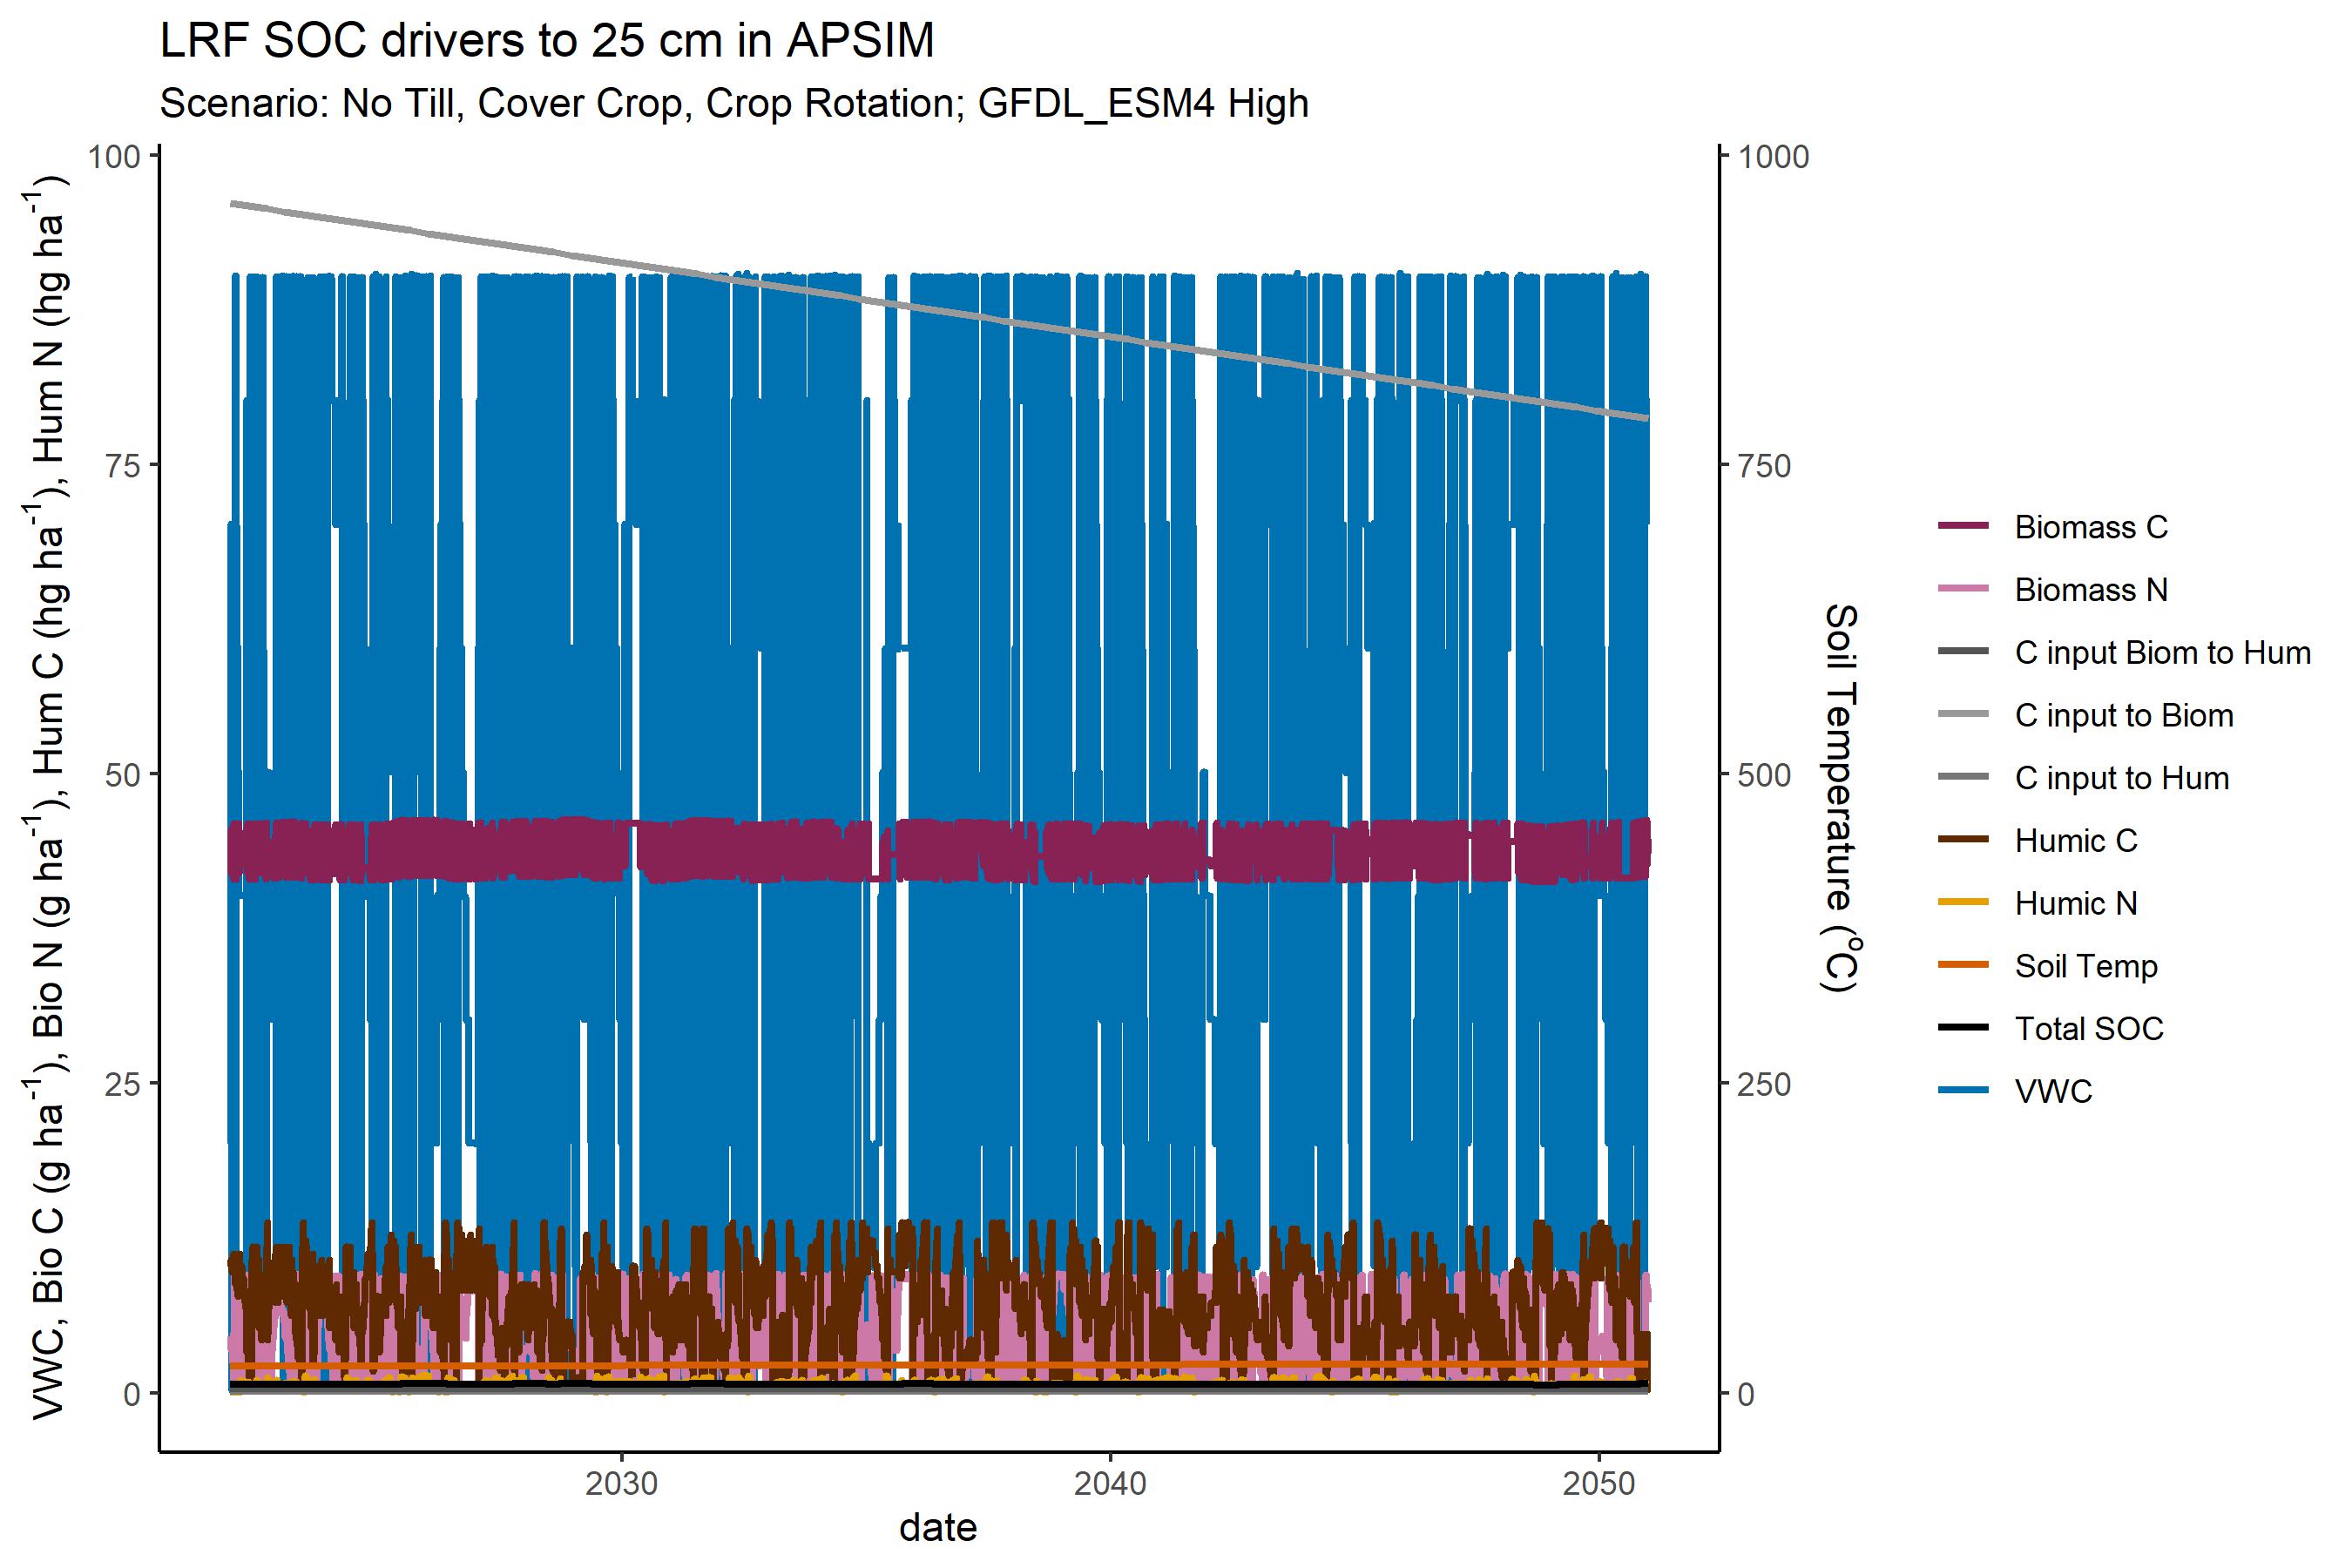 LRF SOC drivers to 25 cm in APSIM
Scenario: No Till, Cover Crop, Crop Rotation; GFDL_ESM4 High
VWC, Bio C (g ha⁻¹), Bio N (g ha⁻¹), Hum C (hg ha⁻¹), Hum N (hg ha⁻¹)
100
75
50
25
0
1000
750
500
250
0
Soil Temperature (⁰C)
2030
2040
2050
date
Biomass C
Biomass N
C input Biom to Hum
C input to Biom
C input to Hum
Humic C
Humic N
Soil Temp
Total SOC
VWC